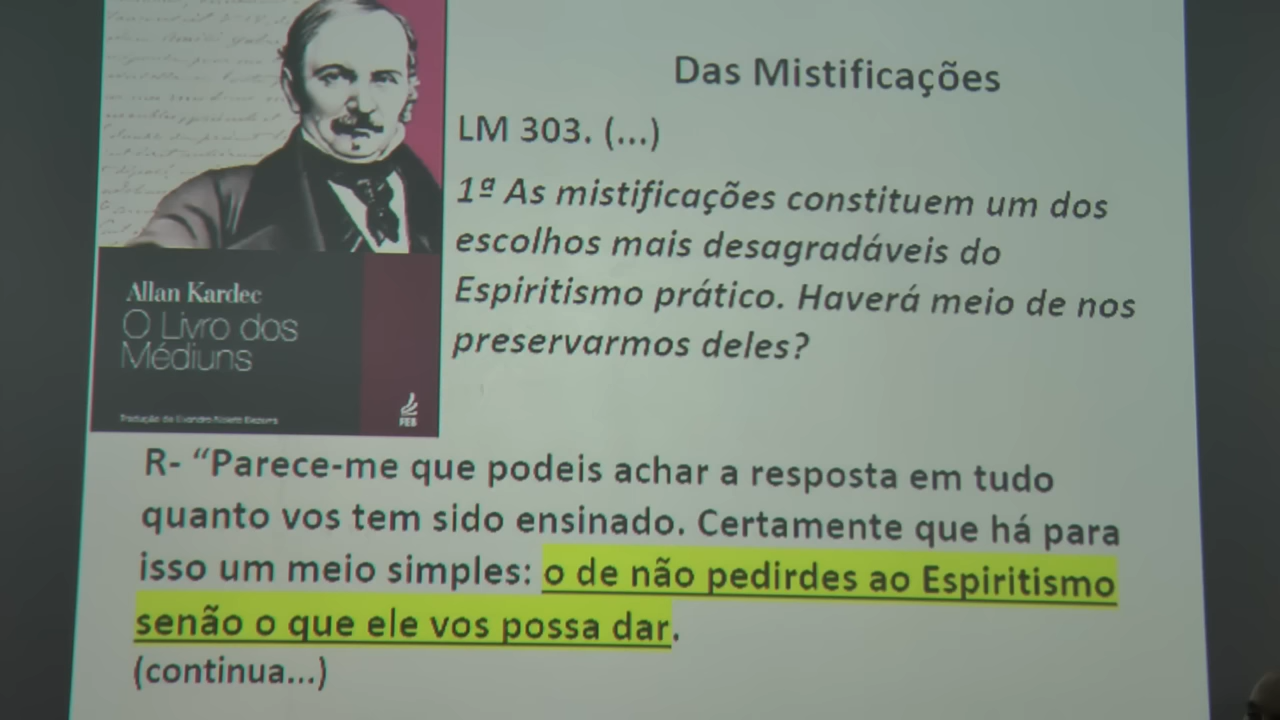 Das Mistificações
LM 303. (...)
1ª As mistificações constituem um dos
escolhos mais desagradáveis do
Espiritismo prático. Haverá meio de nos
preservarmos deles?
Allan Kardec
O Livro dos
Médiuns
FEB
R- “Parece-me que podeis achar a resposta em tudo
quanto vos tem sido ensinado. Certamente que há para
isso um meio simples: o de não pedirdes ao Espiritismo
senão o que ele vos possa dar.
(continua...)